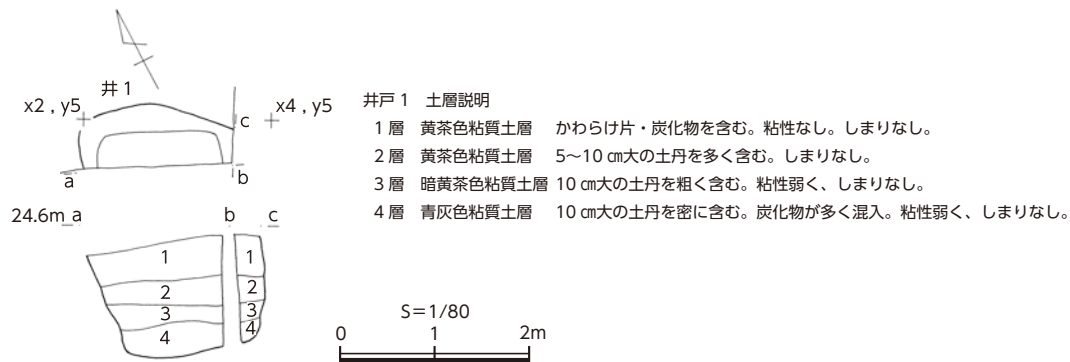 井 1
x2 , y5
x4 , y5
c
a
b
井戸 1　土層説明
1 層　黄茶色粘質土層　かわらけ片・炭化物を含む。粘性なし。しまりなし。
2 層　黄茶色粘質土層　5～10 ㎝大の土丹を多く含む。しまりなし。
3 層　暗黄茶色粘質土層 10 ㎝大の土丹を粗く含む。粘性弱く、しまりなし。
4 層　青灰色粘質土層　10 ㎝大の土丹を密に含む。炭化物が多く混入。粘性弱く、しまりなし。
24.6m a b c
1 1
2 2
3 3
4 4
S＝1/80
0 1 2m